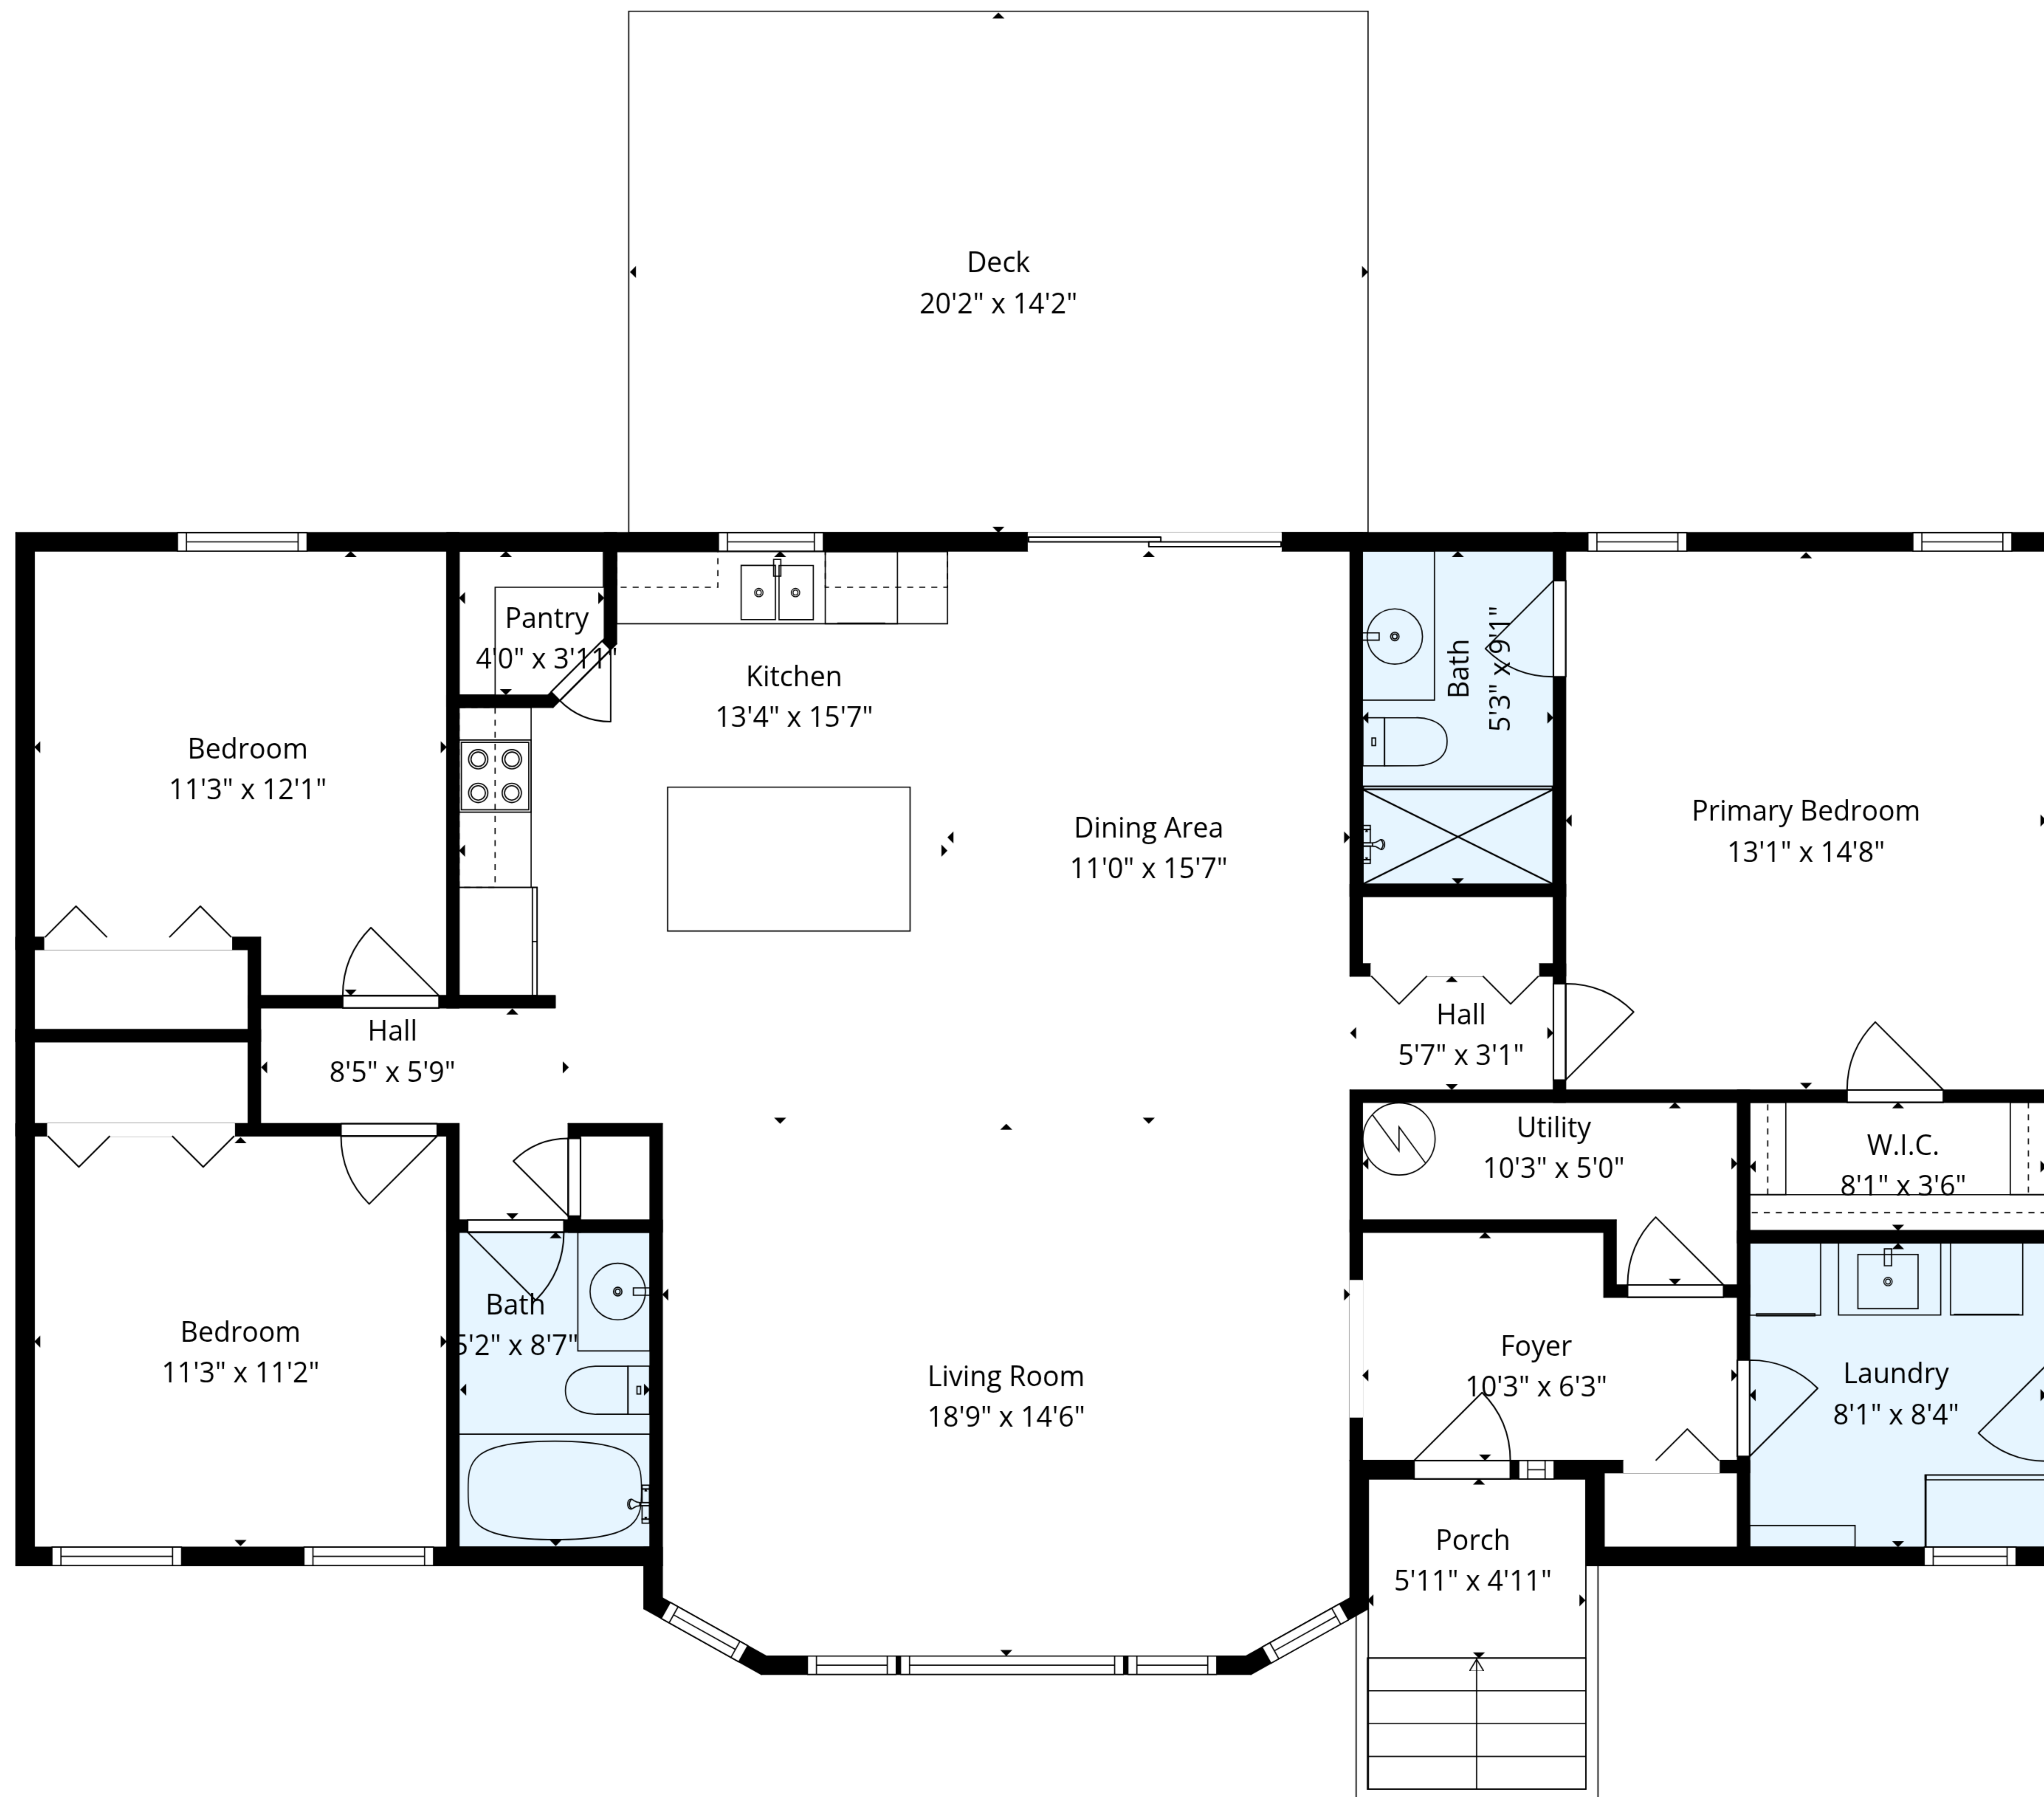 Deck
20'2" x 14'2"
Pantry
4'0" x 3'11"
Kitchen
13'4" x 15'7"
Bath
5'3" x 9'1"
Bedroom
11'3" x 12'1"
Dining Area
11'0" x 15'7"
Primary Bedroom
13'1" x 14'8"
Hall
8'5" x 5'9"
Hall
5'7" x 3'1"
Utility
10'3" x 5'0"
W.I.C.
8'1" x 3'6"
Bath
5'2" x 8'7"
Bedroom
11'3" x 11'2"
Living Room
18'9" x 14'6"
Foyer
10'3" x 6'3"
Laundry
8'1" x 8'4"
Porch
5'11" x 4'11"